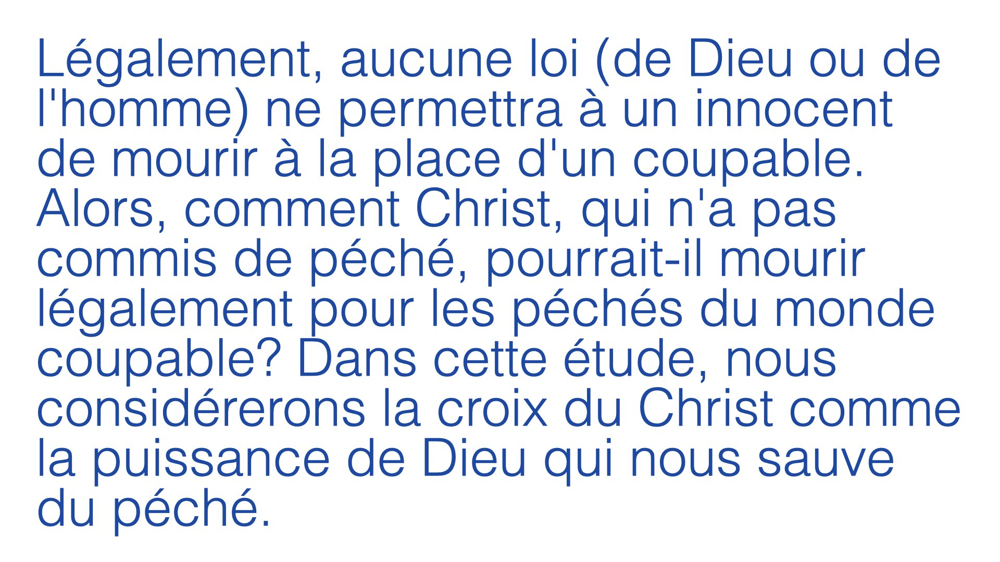 Légalement, aucune loi (de Dieu ou de
l'homme) ne permettra à un innocent
de mourir à la place d'un coupable.
Alors, comment Christ, qui n'a pas
commis de péché, pourrait-il mourir
légalement pour les péchés du monde
coupable? Dans cette étude, nous
considérerons la croix du Christ comme
la puissance de Dieu qui nous sauve
du péché.